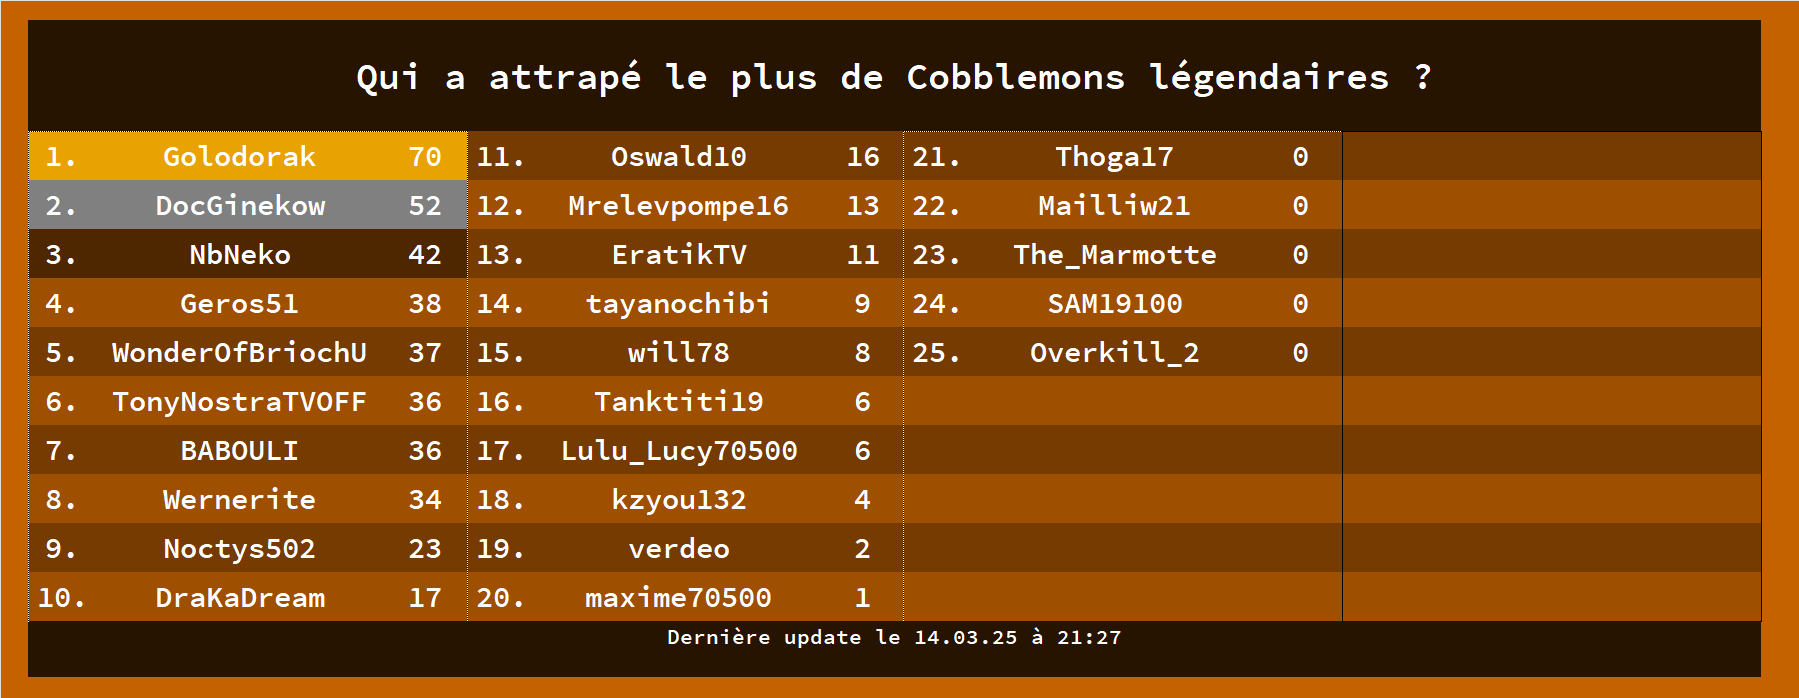 Qui a attrapé le plus de Cobblemons légendaires ?
1. Golodorak 70
2. DocGinekow 52
3. NbNeko 42
4. Geros51 38
5. WonderOfBriochU 37
6. TonyNostraTVOFF 36
7. BABOULI 36
8. Wernerite 34
9. Noctys502 23
10. DraKaDream 17
11. Oswald10 16
12. Mrelevpompe16 13
13. EratikTV 11
14. tayanochibi 9
15. will78 8
16. Tanktiti19 6
17. Lulu_Lucy70500 6
18. kzyou132 4
19. verdeo 2
20. maxime70500 1
21. Thoga17 0
22. Mailliw21 0
23. The_Marmotte 0
24. SAM19100 0
25. Overkill_2 0
Dernière update le 14.03.25 à 21:27